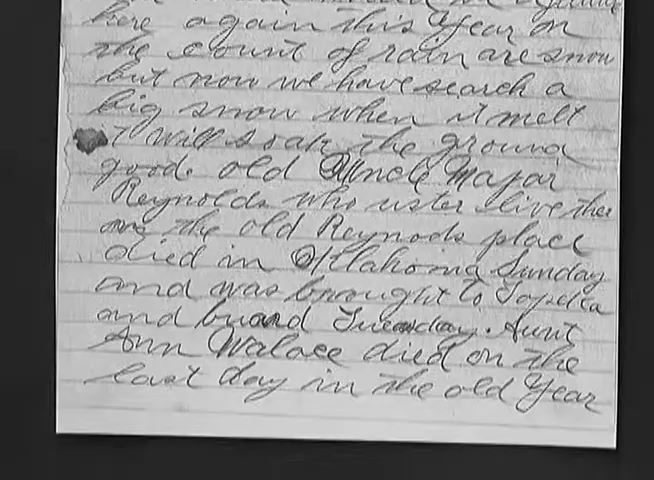 here again this Year on
the count of rain are snow
but now we have search a
big snow when it melt
it will soak the ground
good. old Uncle Major
Reynolds who uster live ther
on the old Reynods place
died in Oklahoma Sunday
and was brought to Topeka
and buard Tuesday. Aunt
Ann Walace died on the
last day in the old Year